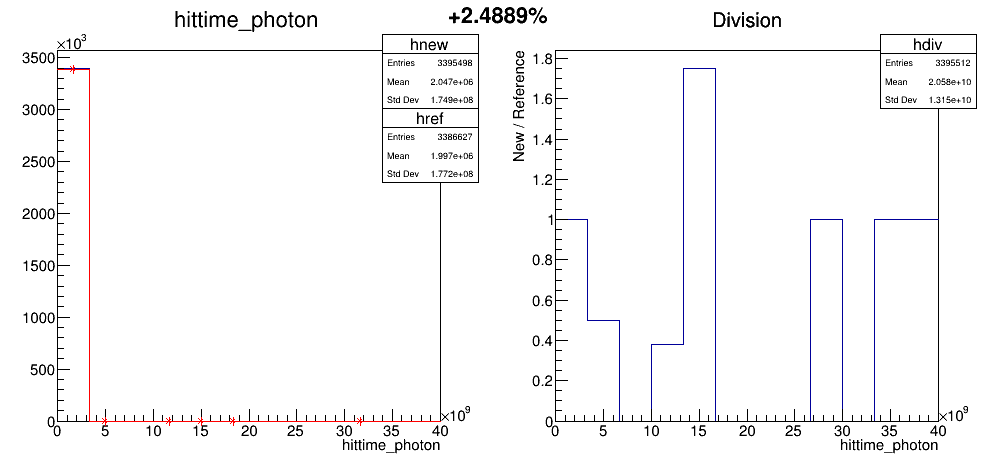 +2.4889%
hittime_photon
×10³
3500
3000
2500
2000
1500
1000
500
0
0 5 10 15 20 25 30 35 40
×10⁹
hittime_photon
hnew
Entries 3395498
Mean 2.047e+06
Std Dev 1.749e+08
href
Entries 3386627
Mean 1.997e+06
Std Dev 1.772e+08
Division
New / Reference
1.8
1.6
1.4
1.2
1
0.8
0.6
0.4
0.2
0
0 5 10 15 20 25 30 35 40
×10⁹
hittime_photon
hdiv
Entries 3395512
Mean 2.058e+10
Std Dev 1.315e+10